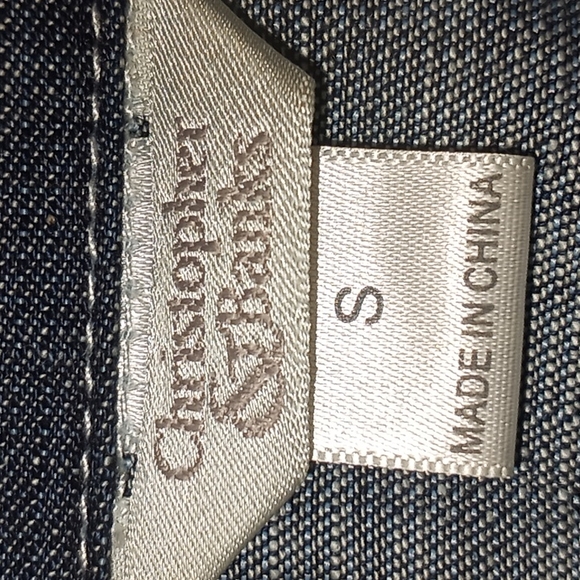 Christopher
& Banks
S
MADE IN CHINA